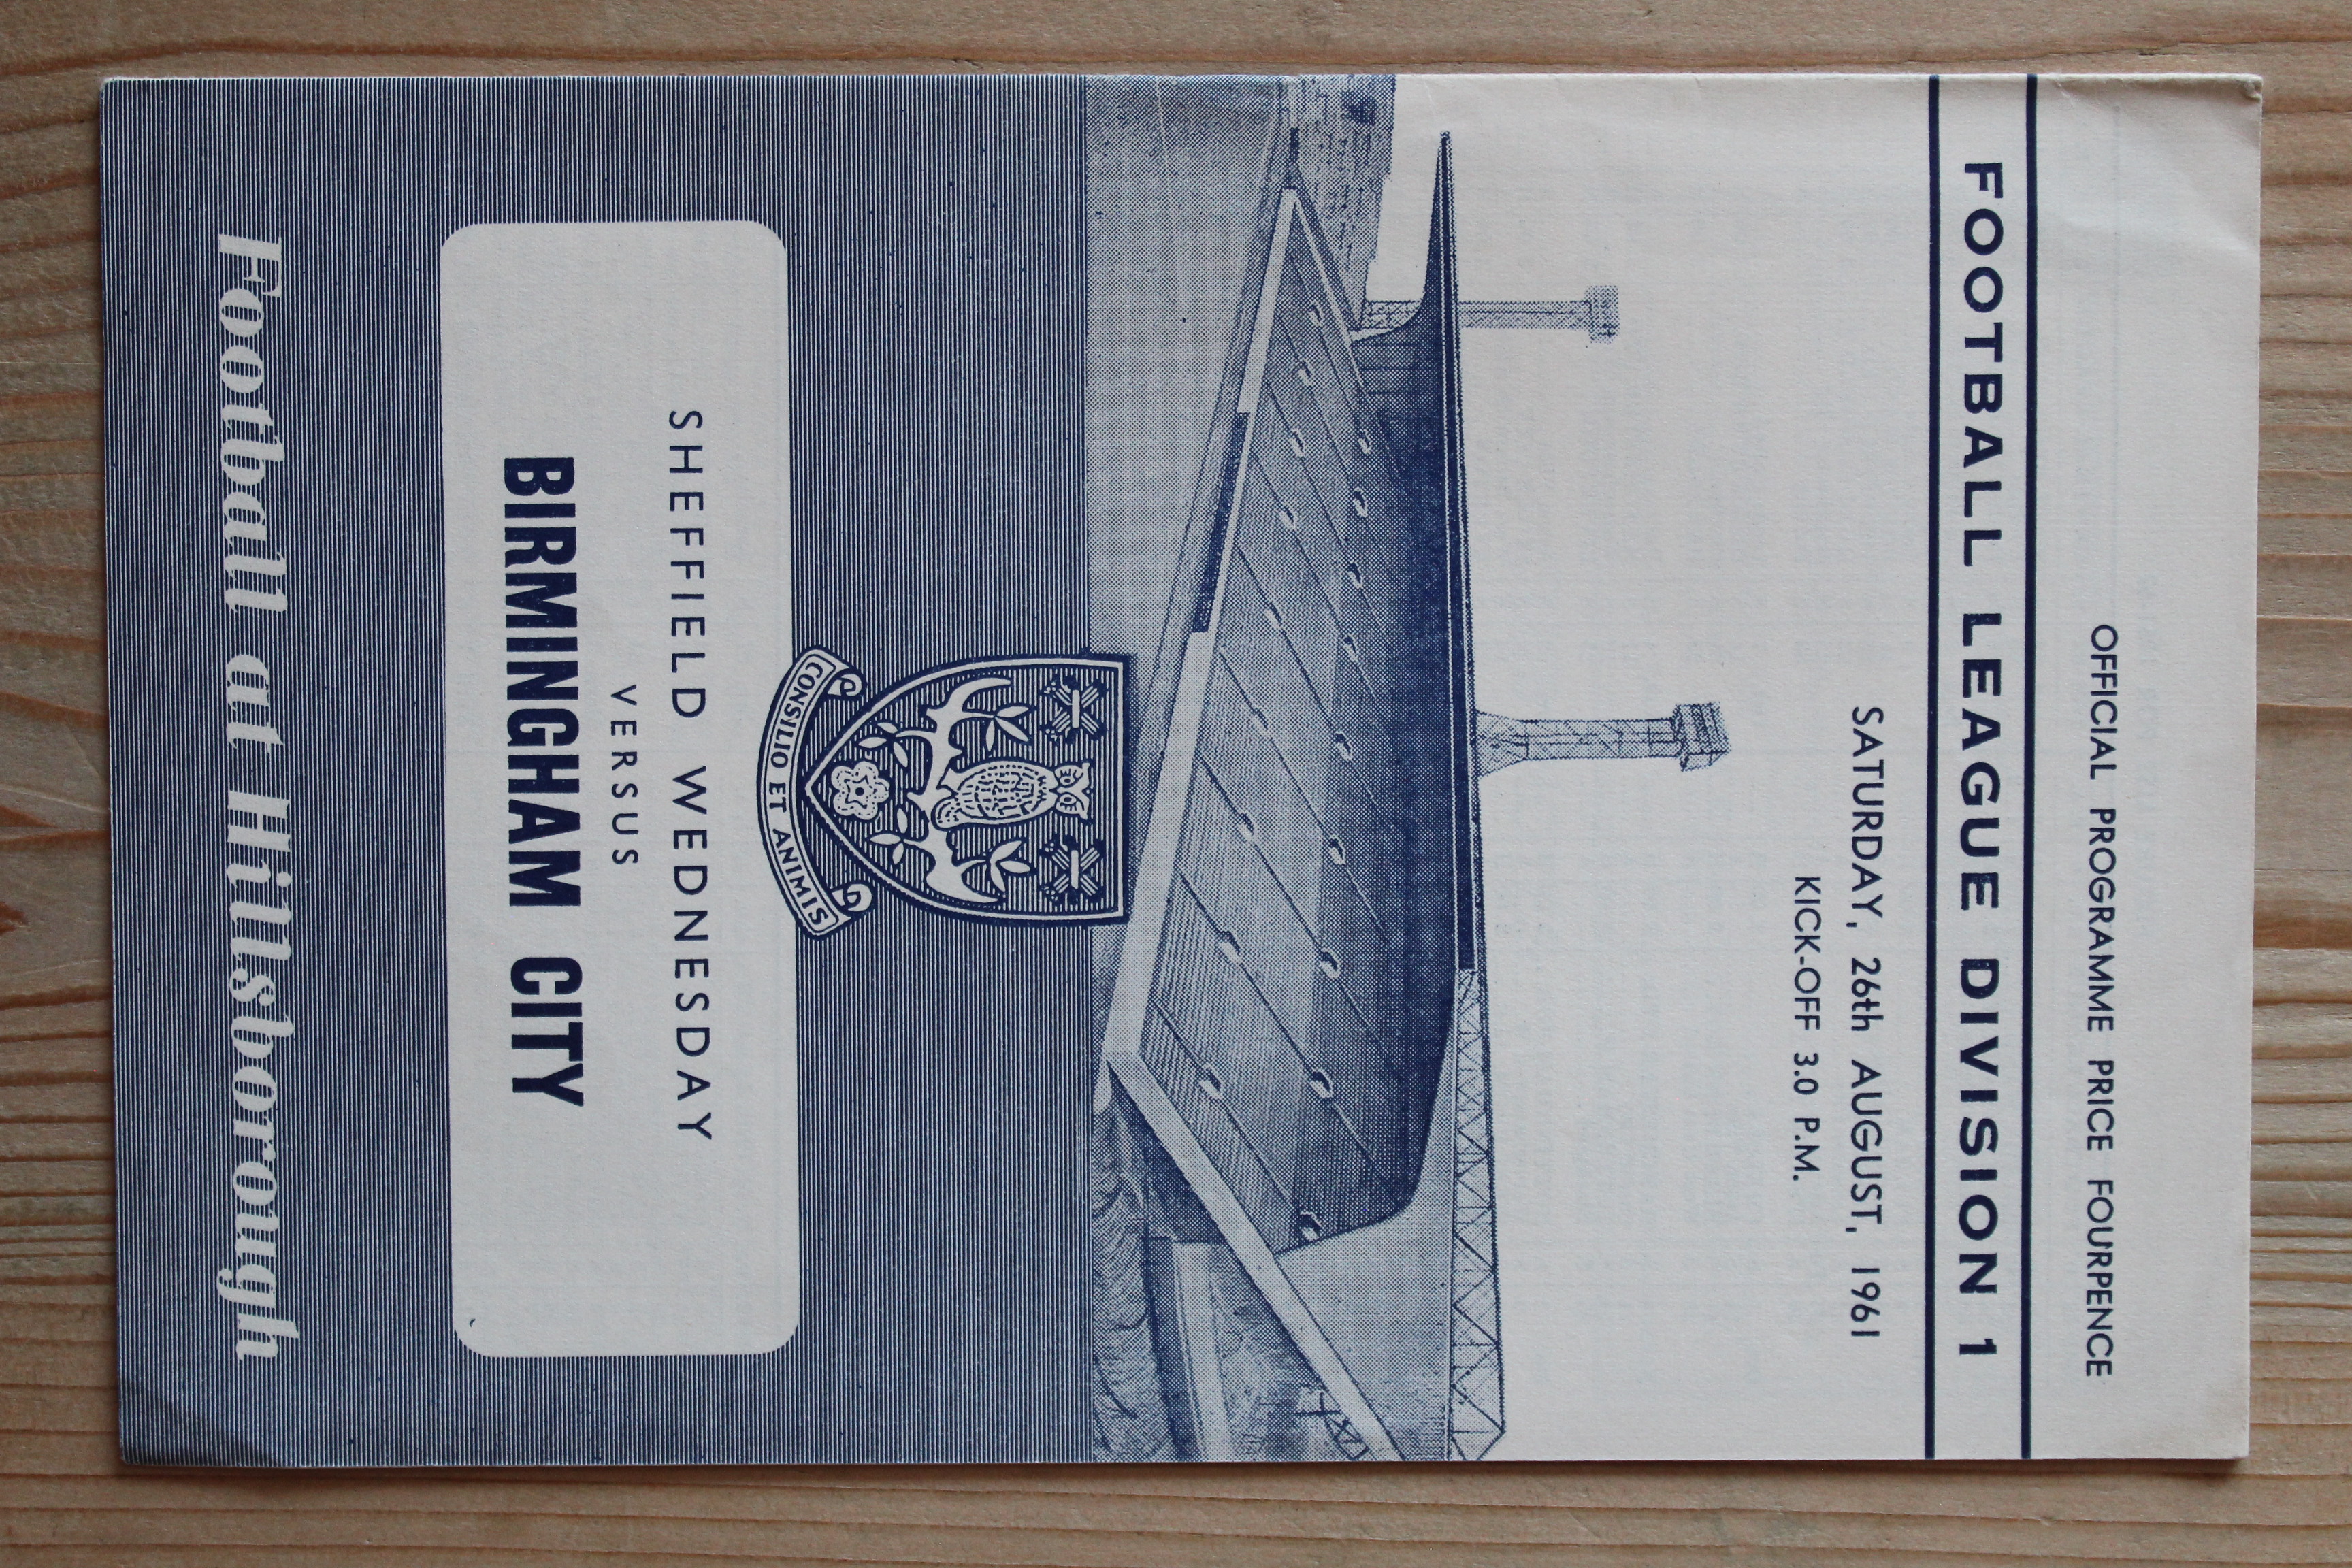 OFFICIAL PROGRAMME PRICE FOURPENCE
FOOTBALL LEAGUE DIVISION 1
SATURDAY, 26th AUGUST, 1961
KICK-OFF 3.0 P.M.
CONSILIO ET ANIMIS
SHEFFIELD WEDNESDAY
VERSUS
BIRMINGHAM CITY
Football at Hillsborough